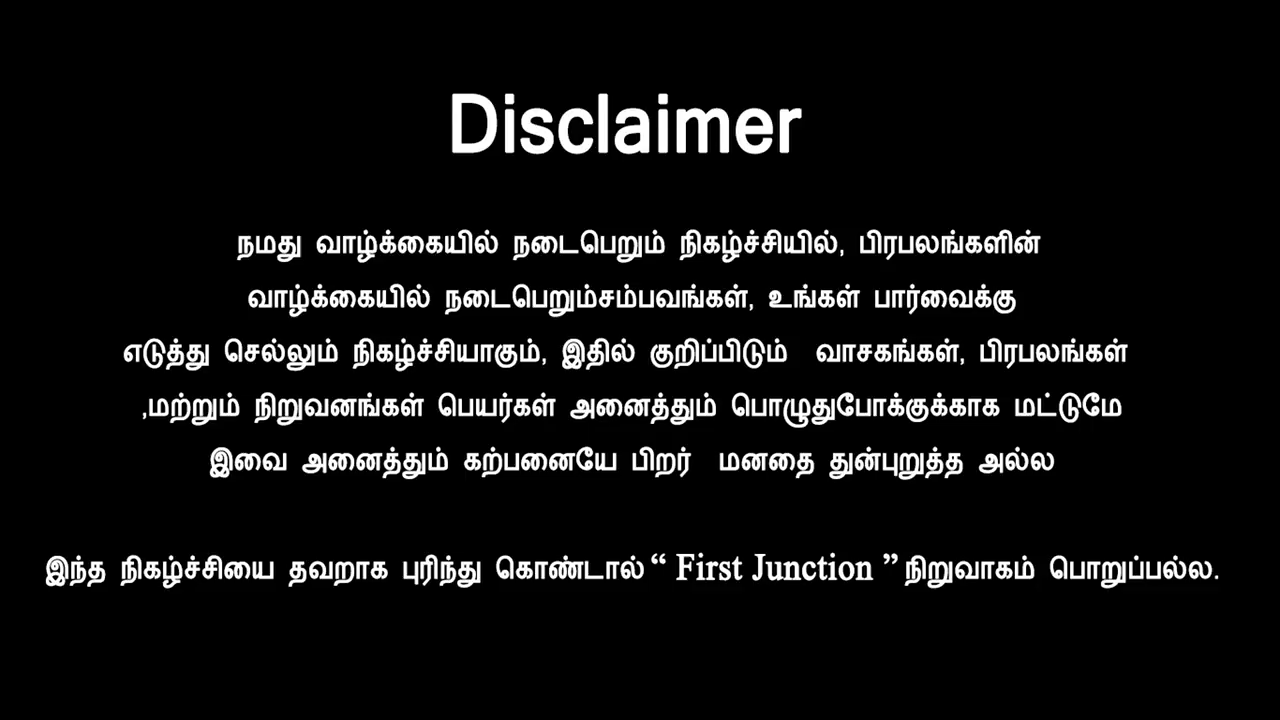 Disclaimer
நமது வாழ்க்கையில் நடைபெறும் நிகழ்ச்சியில், பிரபலங்களின்
வாழ்க்கையில் நடைபெறும்சம்பவங்கள், உங்கள் பார்வைக்கு
எடுத்து செல்லும் நிகழ்ச்சியாகும், இதில் குறிப்பிடும் வாசகங்கள், பிரபலங்கள்
,மற்றும் நிறுவனங்கள் பெயர்கள் அனைத்தும் பொழுதுபோக்குக்காக மட்டுமே
இவை அனைத்தும் கற்பனையே பிறர் மனதை துன்புறுத்த அல்ல
இந்த நிகழ்ச்சியை தவறாக புரிந்து கொண்டால் “ First Junction ” நிறுவாகம் பொறுப்பல்ல.